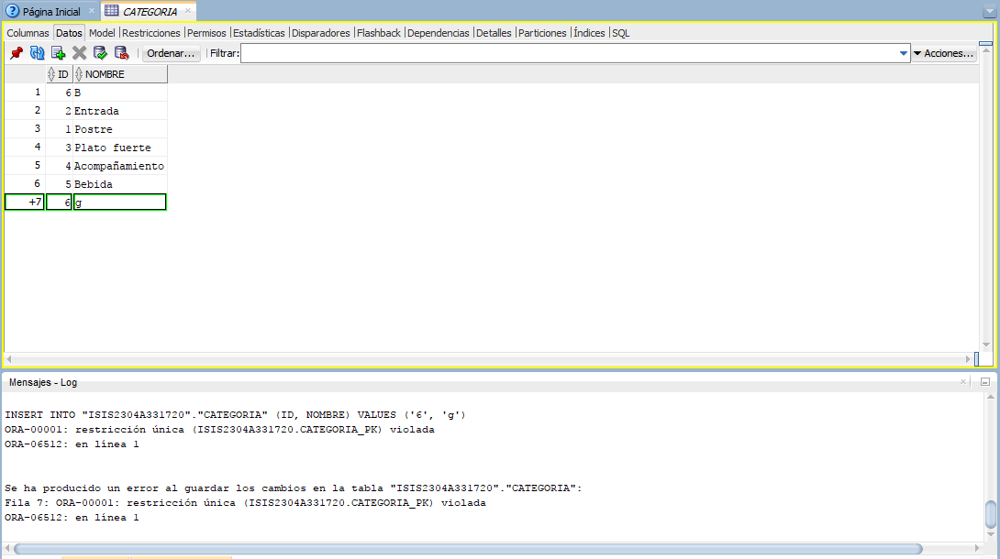 Página Inicial CATEGORIA
Columnas Datos Model Restricciones Permisos Estadísticas Disparadores Flashback Dependencias Detalles Particiones Índices SQL
Ordenar... Filtrar: Acciones...
ID NOMBRE
1 6 B
2 2 Entrada
3 1 Postre
4 3 Plato fuerte
5 4 Acompañamiento
6 5 Bebida
+7 6 g
Mensajes - Log
INSERT INTO "ISIS2304A331720"."CATEGORIA" (ID, NOMBRE) VALUES ('6', 'g')
ORA-00001: restricción única (ISIS2304A331720.CATEGORIA_PK) violada
ORA-06512: en línea 1
Se ha producido un error al guardar los cambios en la tabla "ISIS2304A331720"."CATEGORIA":
Fila 7: ORA-00001: restricción única (ISIS2304A331720.CATEGORIA_PK) violada
ORA-06512: en línea 1